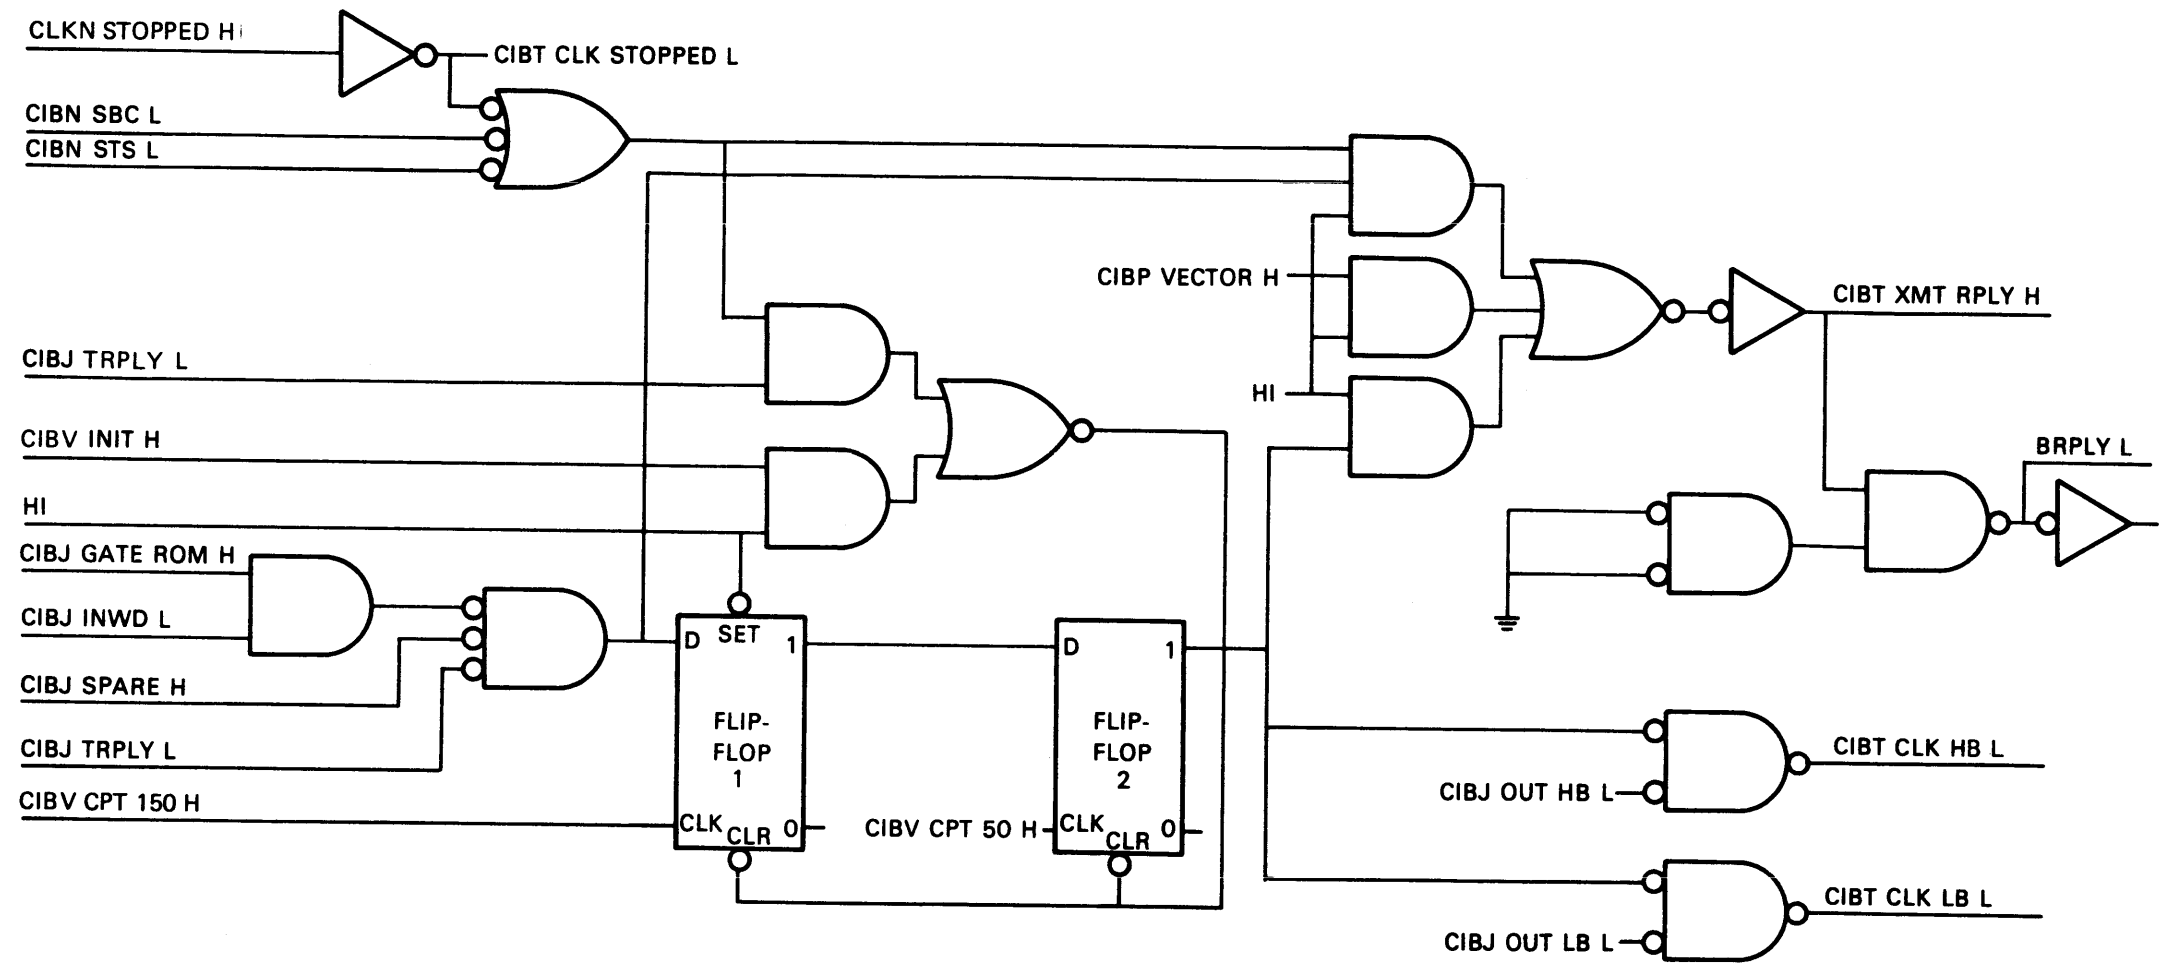 CLKN STOPPED H
CIBT CLK STOPPED L
CIBN SBC L
CIBN STS L
CIBP VECTOR H
CIBT XMT RPLY H
CIBJ TRPLY L
HI
CIBV INIT H
BRPLY L
HI
CIBJ GATE ROM H
CIBJ INWD L
D SET 1
D 1
CIBJ SPARE H
FLIP-
FLOP
1
FLIP-
FLOP
2
CIBJ TRPLY L
CIBT CLK HB L
CIBJ OUT HB L
CIBV CPT 150 H
CLK CLR 0
CIBV CPT 50 H
CLK CLR 0
CIBT CLK LB L
CIBJ OUT LB L